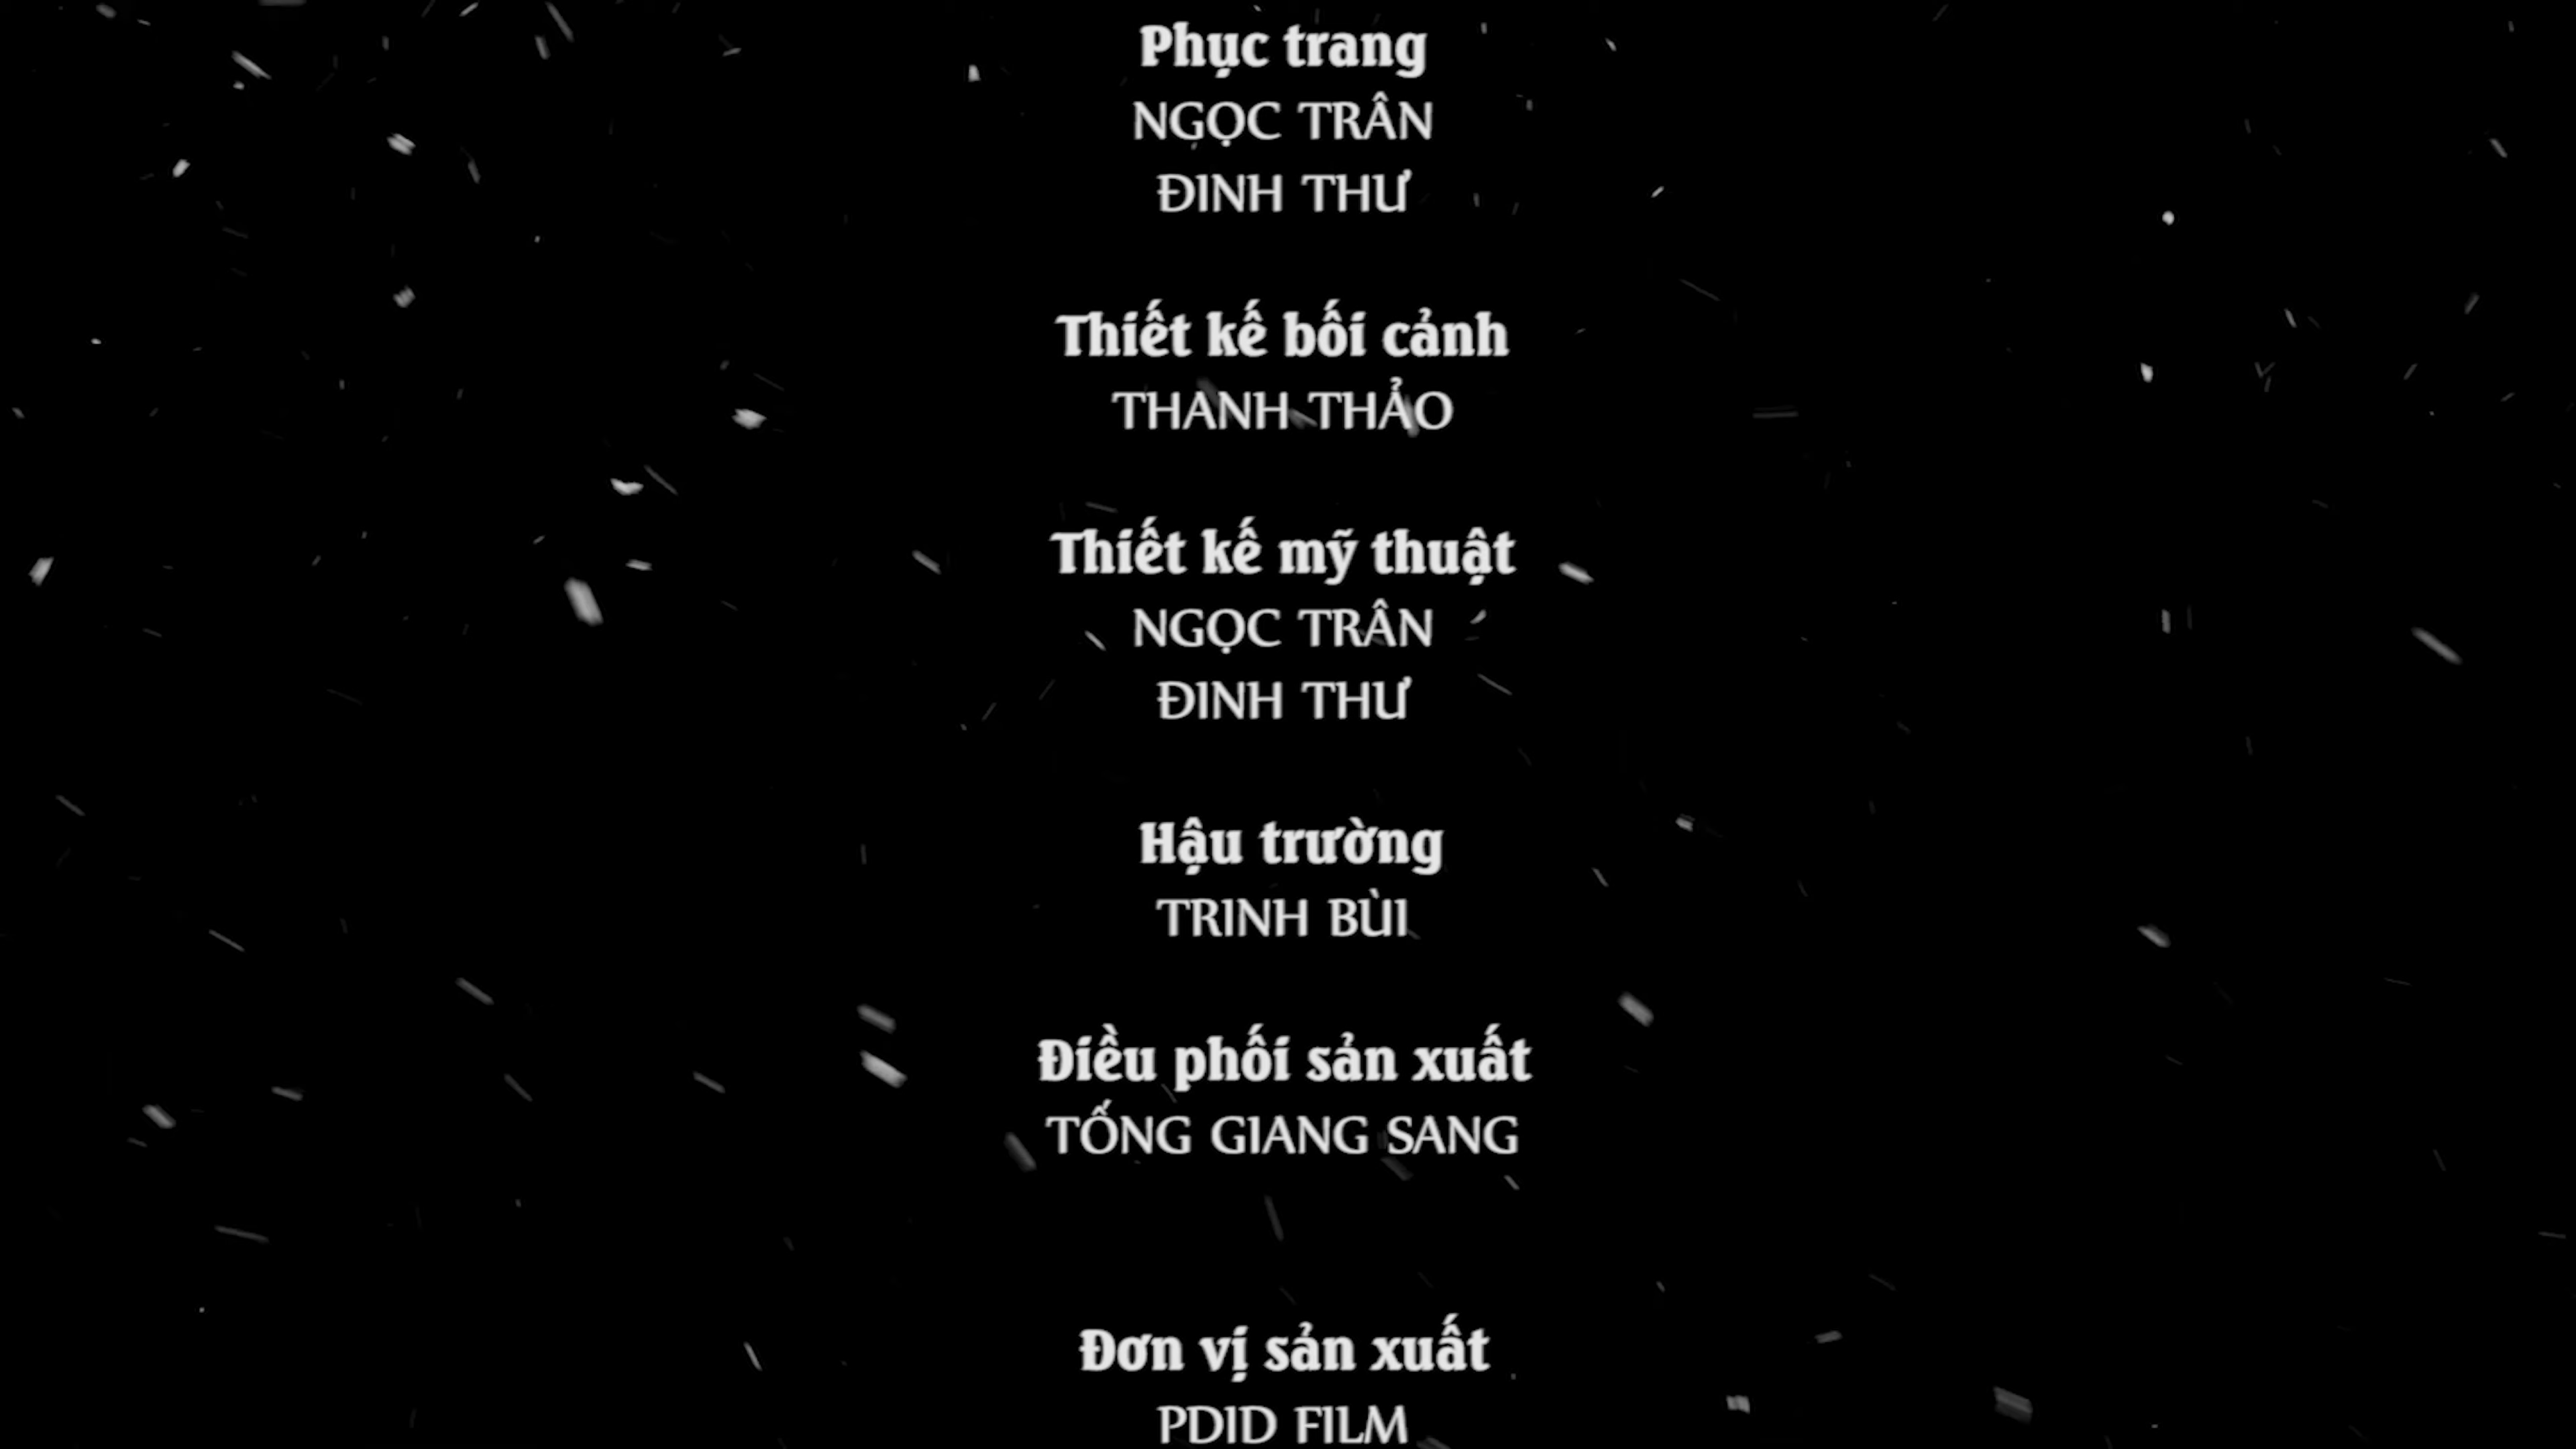 Phục trang
NGỌC TRÂN
ĐINH THƯ
Thiết kế bối cảnh
THANH THẢO
Thiết kế mỹ thuật
NGỌC TRÂN
ĐINH THƯ
Hậu trường
TRINH BÙI
Điều phối sản xuất
TỐNG GIANG SANG
Đơn vị sản xuất
PDID FILM